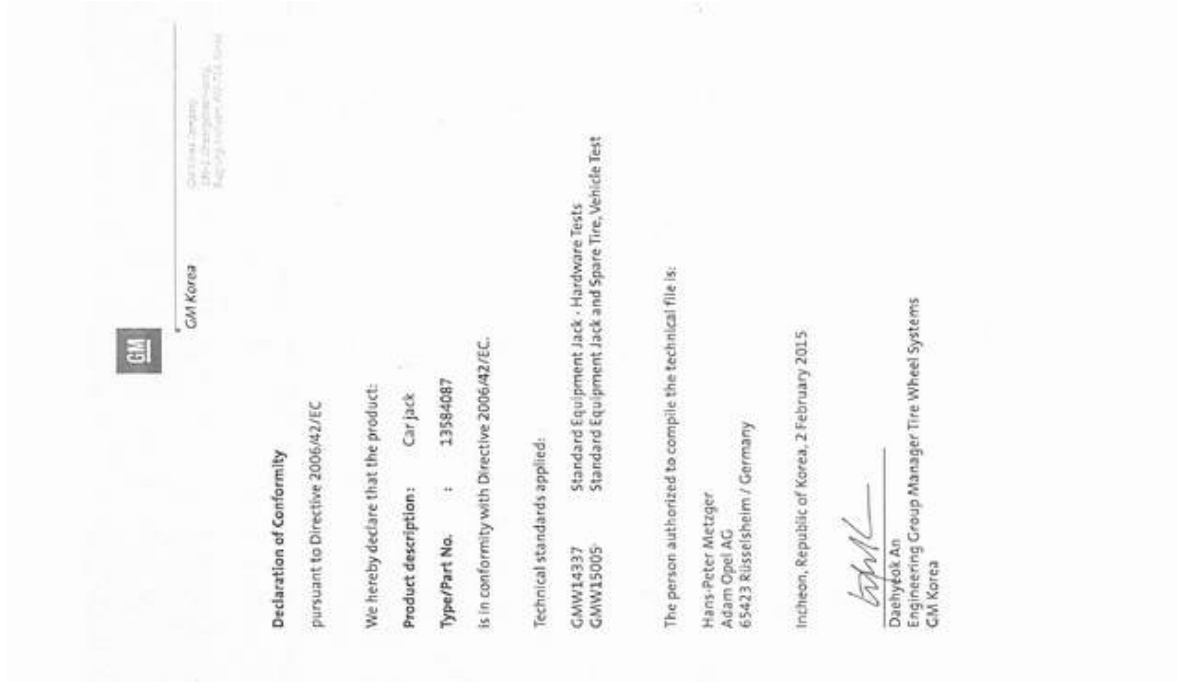 GM
GM Korea
Declaration of Conformity
pursuant to Directive 2006/42/EC
We hereby declare that the product:
Product description: Car jack
Type/Part No. : 13584087
is in conformity with Directive 2006/42/EC.
Technical standards applied:
GMW14337 Standard Equipment Jack - Hardware Tests
GMW15005 Standard Equipment Jack and Spare Tire, Vehicle Test
The person authorized to compile the technical file is:
Hans-Peter Metzger
Adam Opel AG
65423 Rüsselsheim / Germany
Incheon, Republic of Korea, 2 February 2015
Daehyeok An
Engineering Group Manager Tire Wheel Systems
GM Korea